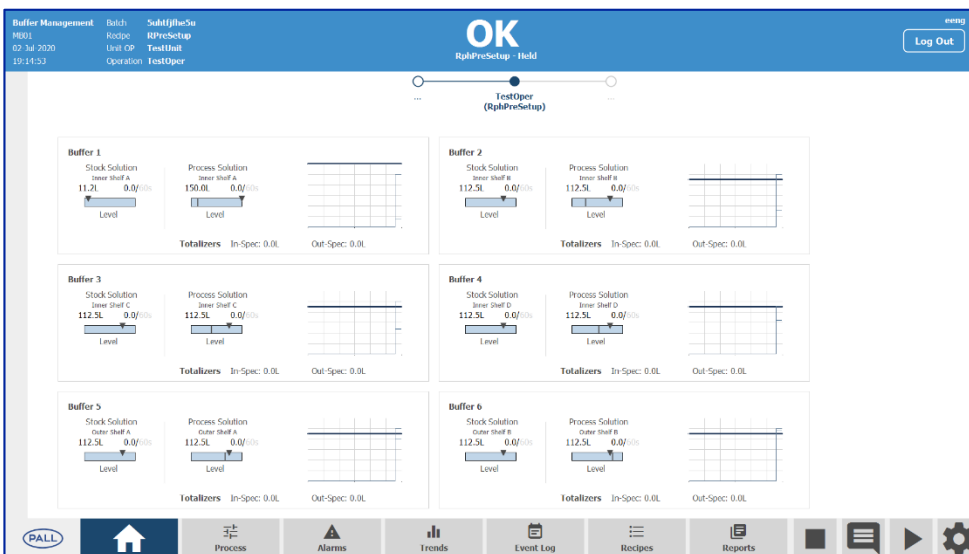 Buffer Management
MB01
02-Jul-2020
19:14:53
Batch 5uhtfjfhe5u
Recipe RPreSetup
Unit OP TestUnit
Operation TestOper
OK
RphPreSetup - Held
eeng
Log Out
...
TestOper
(RphPreSetup)
...
Buffer 1
Stock Solution Process Solution
Inner Shelf A Inner Shelf A
11.2L 0.0/60s 150.0L 0.0/60s
Level Level
Totalizers In-Spec: 0.0L Out-Spec: 0.0L
Buffer 2
Stock Solution Process Solution
Inner Shelf B Inner Shelf B
112.5L 0.0/60s 112.5L 0.0/60s
Level Level
Totalizers In-Spec: 0.0L Out-Spec: 0.0L
Buffer 3
Stock Solution Process Solution
Inner Shelf C Inner Shelf C
112.5L 0.0/60s 112.5L 0.0/60s
Level Level
Totalizers In-Spec: 0.0L Out-Spec: 0.0L
Buffer 4
Stock Solution Process Solution
Inner Shelf D Inner Shelf D
112.5L 0.0/60s 112.5L 0.0/60s
Level Level
Totalizers In-Spec: 0.0L Out-Spec: 0.0L
Buffer 5
Stock Solution Process Solution
Outer Shelf A Outer Shelf A
112.5L 0.0/60s 112.5L 0.0/60s
Level Level
Totalizers In-Spec: 0.0L Out-Spec: 0.0L
Buffer 6
Stock Solution Process Solution
Outer Shelf B Outer Shelf B
112.5L 0.0/60s 112.5L 0.0/60s
Level Level
Totalizers In-Spec: 0.0L Out-Spec: 0.0L
PALL
Process
Alarms
Trends
Event Log
Recipes
Reports